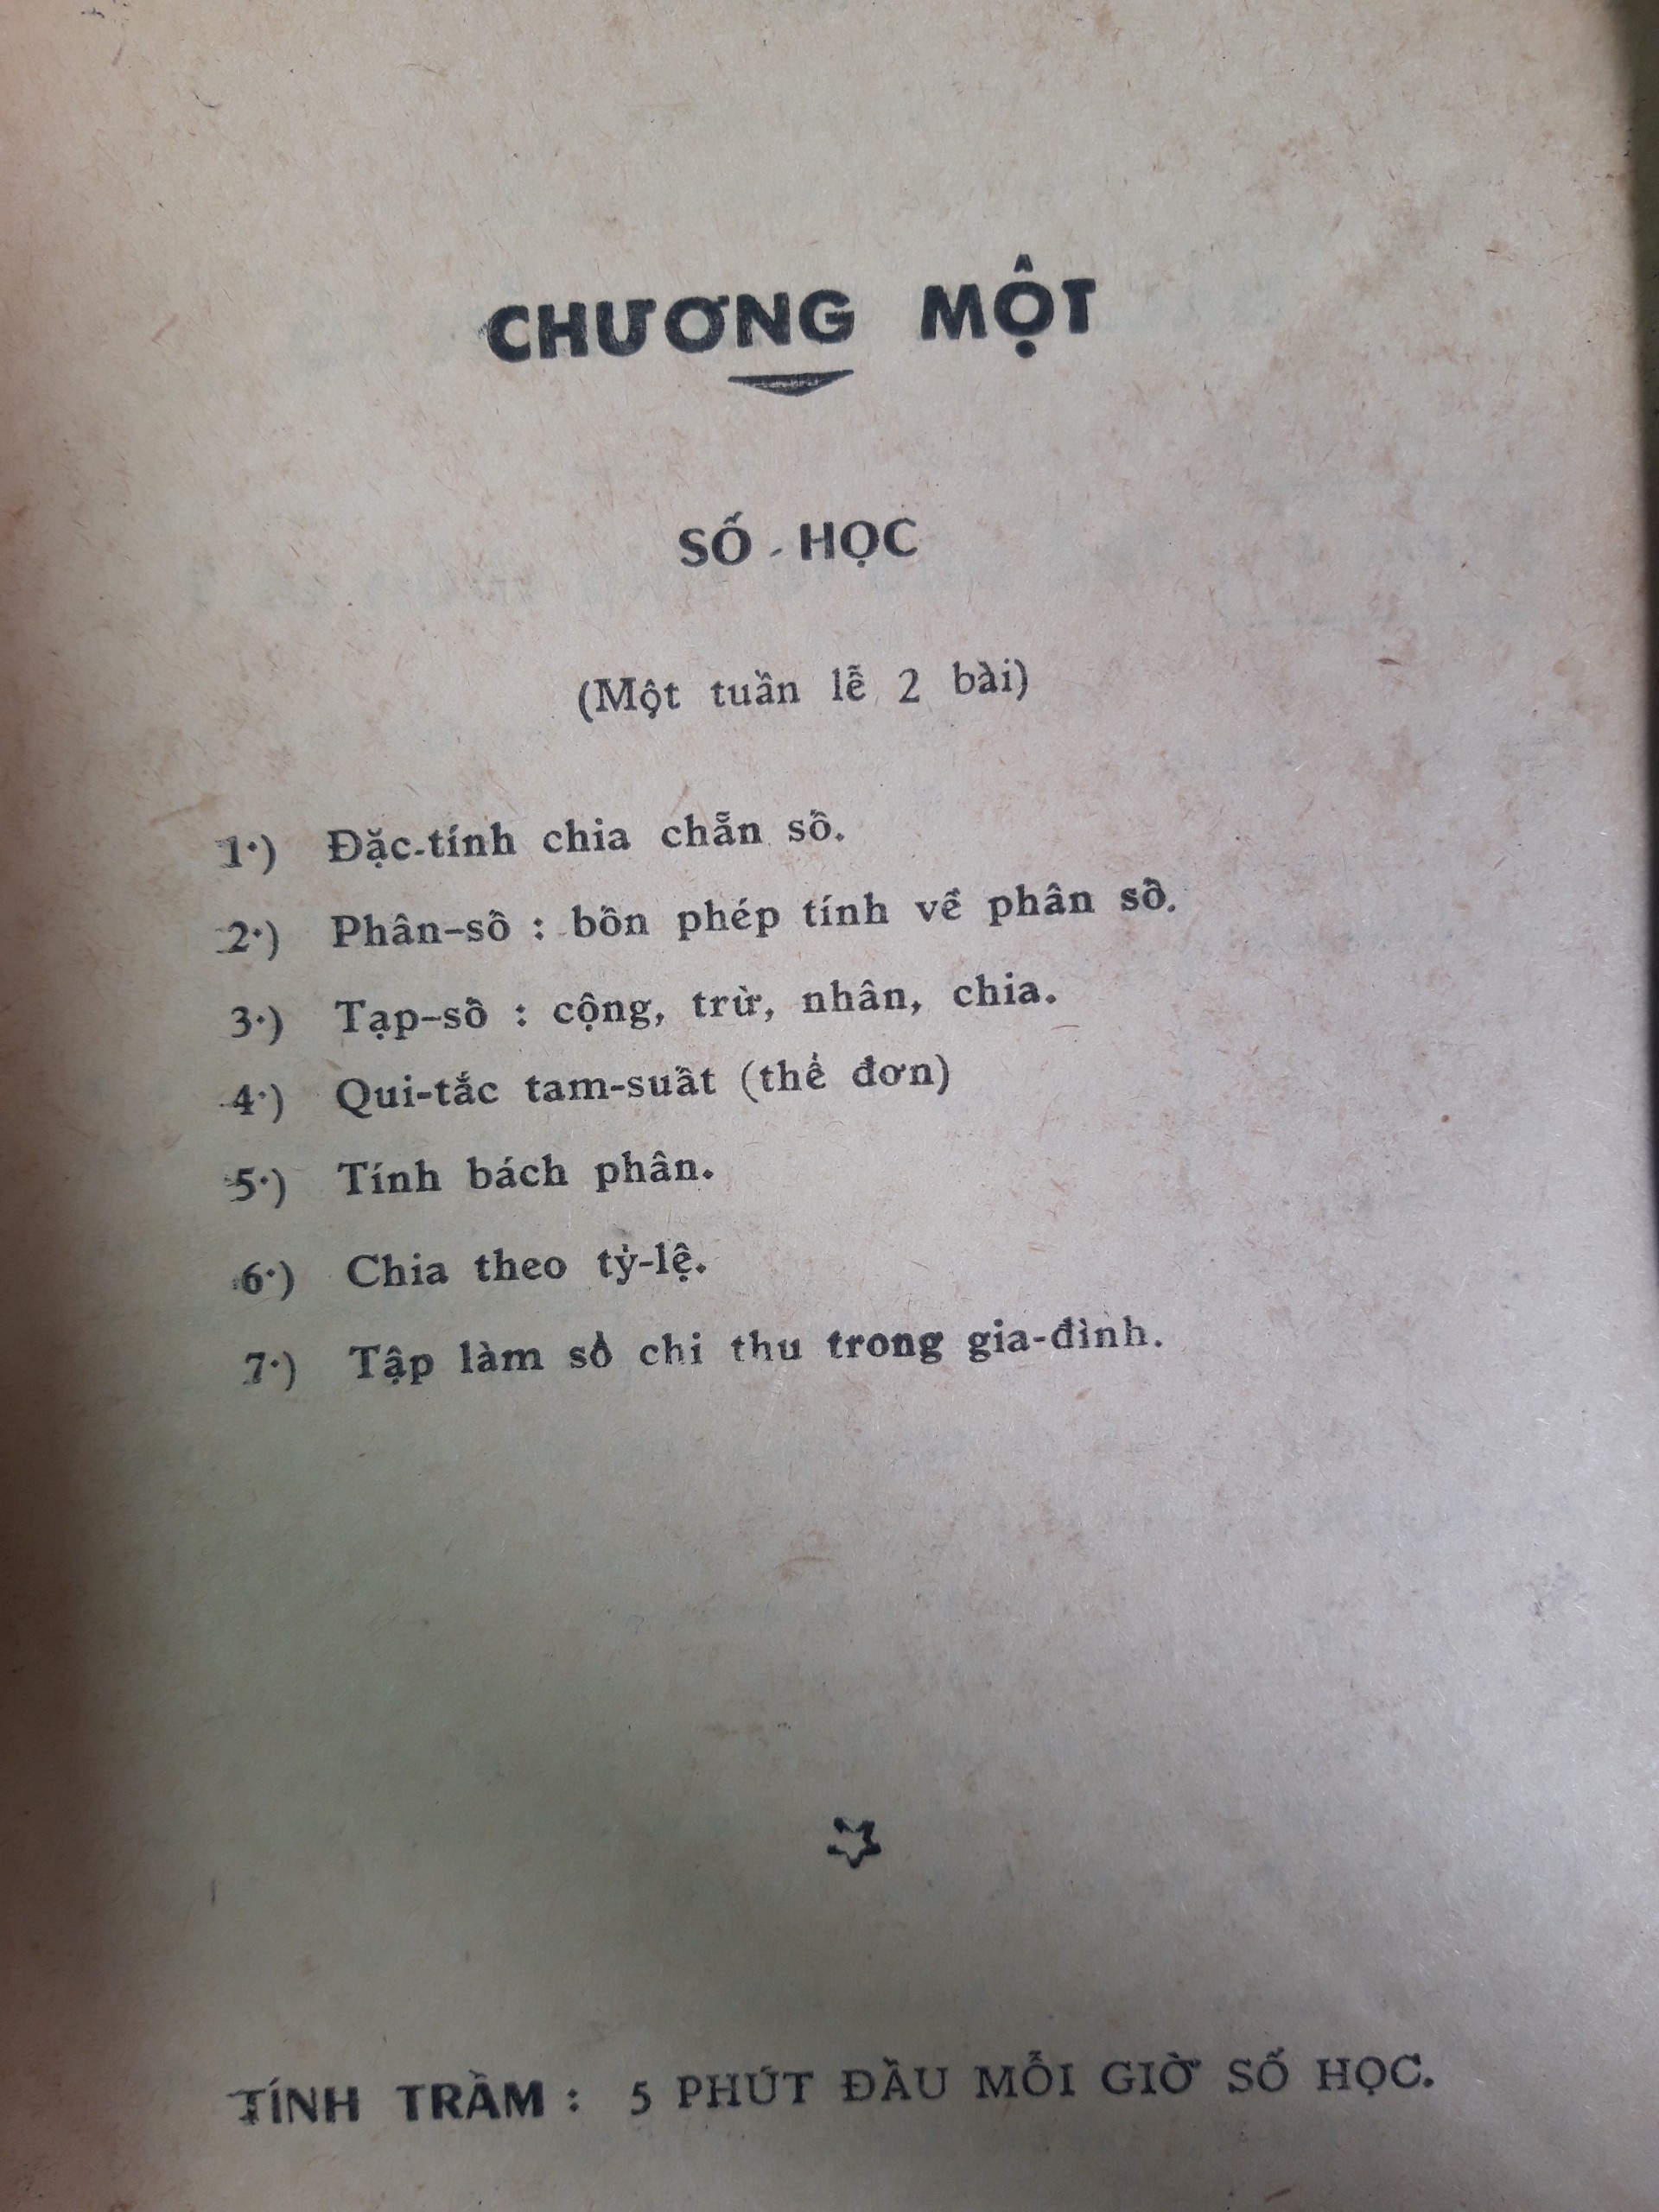 CHƯƠNG MỘT
SỐ - HỌC
(Một tuần lễ 2 bài)
1·) Đặc-tính chia chẵn số.
2·) Phân-số : bốn phép tính về phân số.
3·) Tạp-số : cộng, trừ, nhân, chia.
4·) Qui-tắc tam-suất (thể đơn)
5·) Tính bách phân.
6·) Chia theo tỷ-lệ.
7·) Tập làm sổ chi thu trong gia-đình.
TÍNH TRẦM : 5 PHÚT ĐẦU MỖI GIỜ SỐ HỌC.